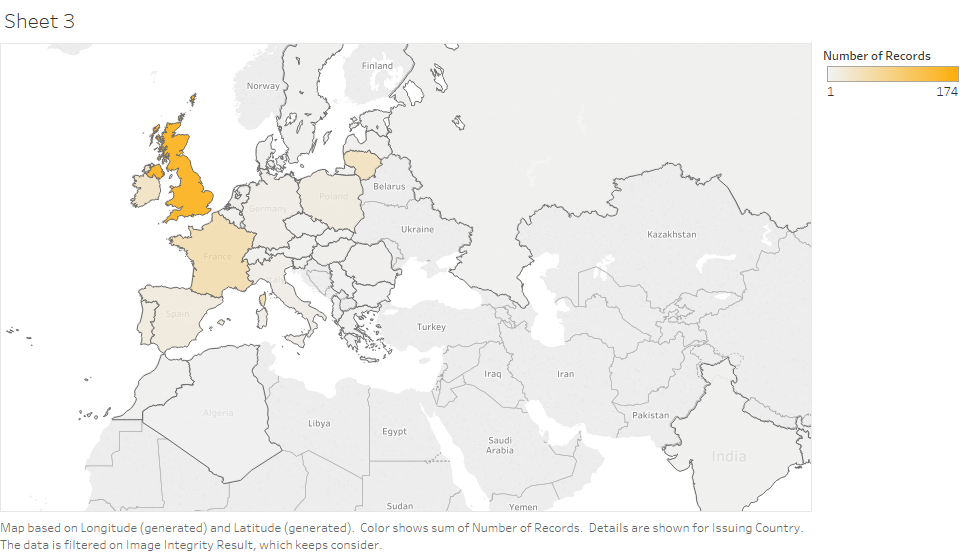 Sheet 3
Number of Records
1 174
Finland
Norway
Belarus
Poland
Germany
Ukraine
Kazakhstan
France
Spain
Turkey
Iraq
Iran
Algeria
Libya
Egypt
Pakistan
Saudi
Arabia
India
Sudan
Yemen
Map based on Longitude (generated) and Latitude (generated).  Color shows sum of Number of Records.  Details are shown for Issuing Country.
The data is filtered on Image Integrity Result, which keeps consider.